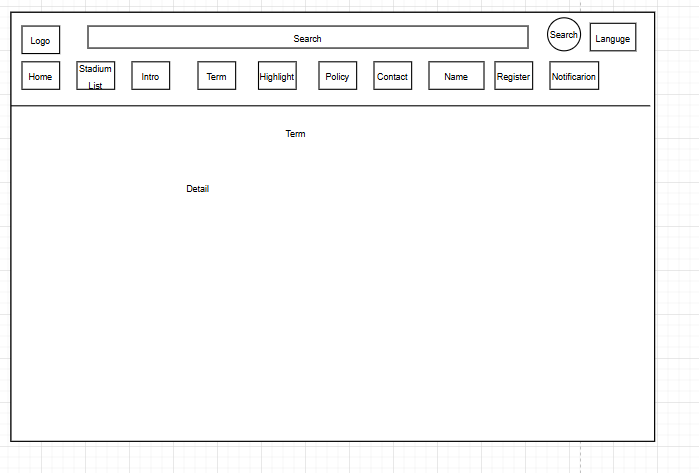 Logo
Search
Search
Languge
Home
Stadium
List
Intro
Term
Highlight
Policy
Contact
Name
Register
Notificarion
Term
Detail